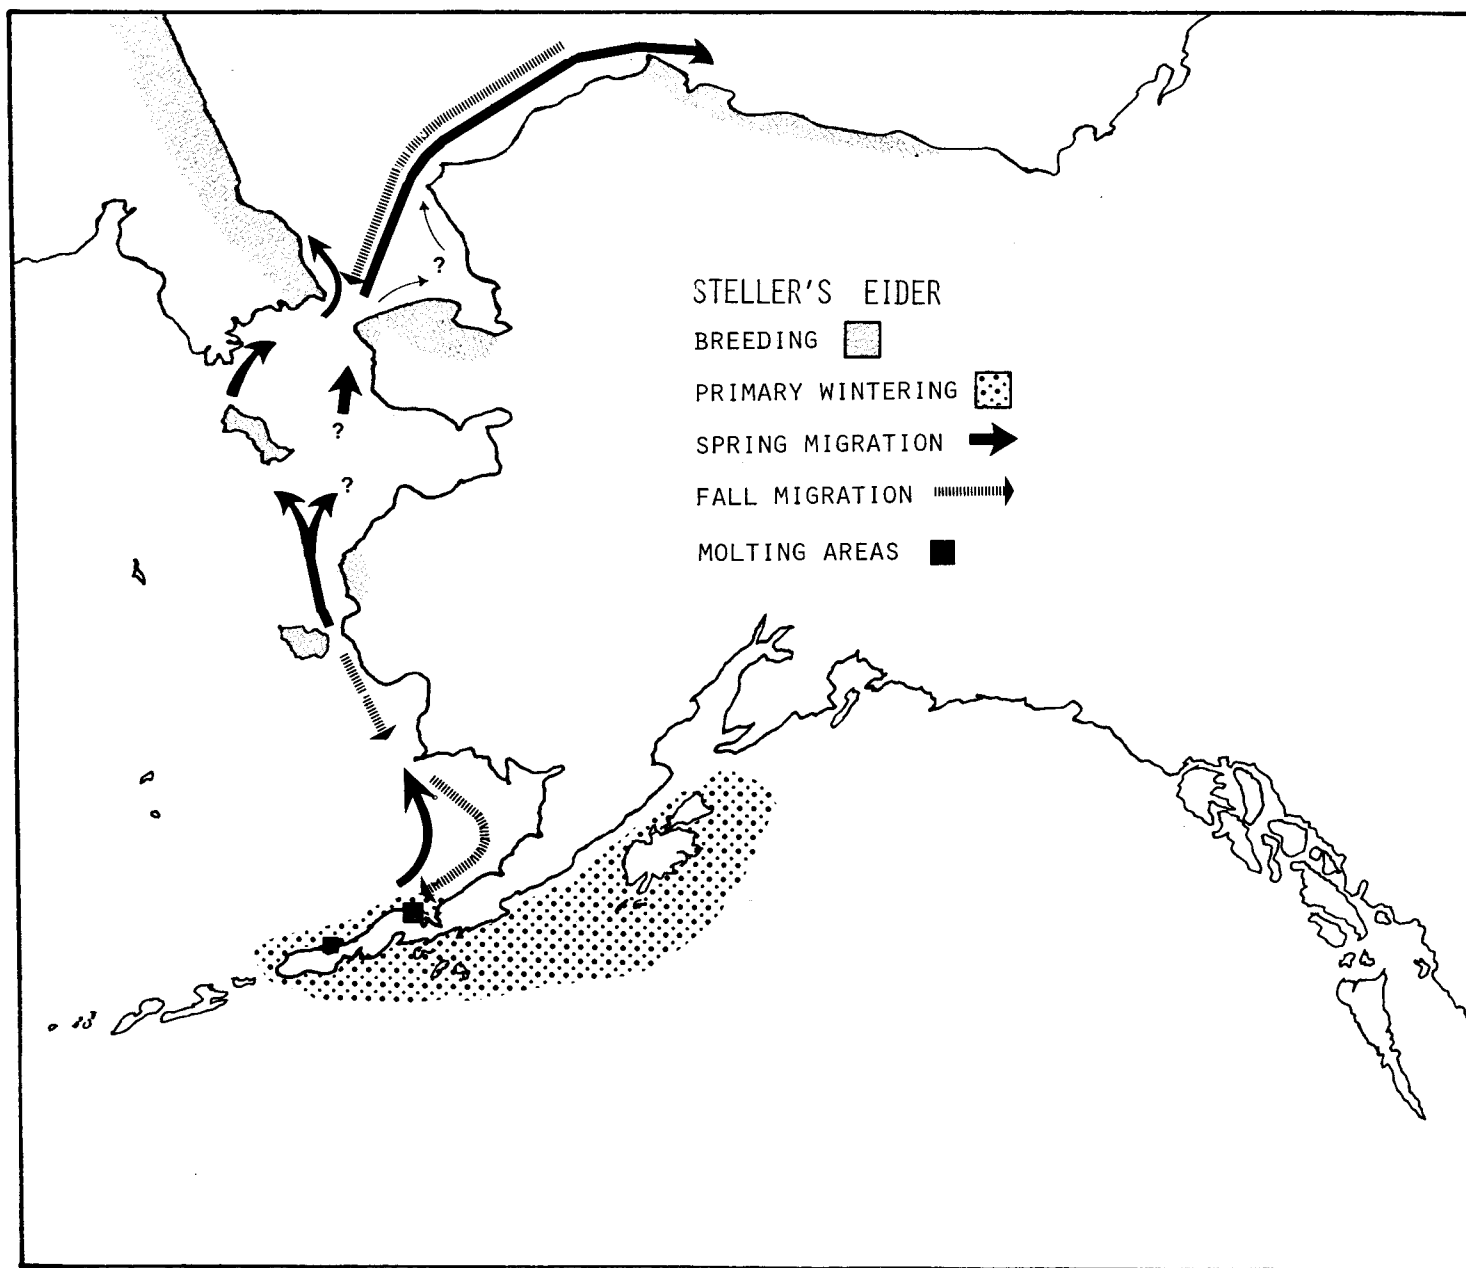 ?
STELLER'S EIDER
BREEDING
PRIMARY WINTERING
?
SPRING MIGRATION
?
FALL MIGRATION
MOLTING AREAS